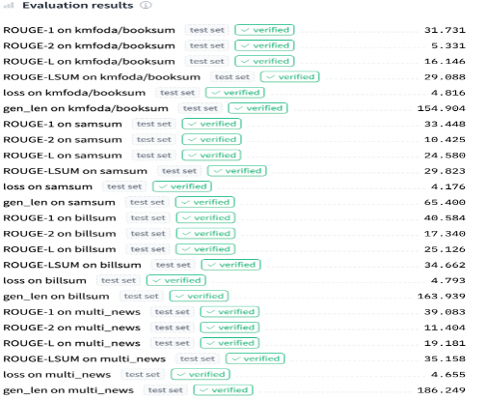 Evaluation results
ROUGE-1 on kmfoda/booksum test set verified 31.731
ROUGE-2 on kmfoda/booksum test set verified 5.331
ROUGE-L on kmfoda/booksum test set verified 16.146
ROUGE-LSUM on kmfoda/booksum test set verified 29.088
loss on kmfoda/booksum test set verified 4.816
gen_len on kmfoda/booksum test set verified 154.904
ROUGE-1 on samsum test set verified 33.448
ROUGE-2 on samsum test set verified 10.425
ROUGE-L on samsum test set verified 24.580
ROUGE-LSUM on samsum test set verified 29.823
loss on samsum test set verified 4.176
gen_len on samsum test set verified 65.400
ROUGE-1 on billsum test set verified 40.584
ROUGE-2 on billsum test set verified 17.340
ROUGE-L on billsum test set verified 25.126
ROUGE-LSUM on billsum test set verified 34.662
loss on billsum test set verified 4.793
gen_len on billsum test set verified 163.939
ROUGE-1 on multi_news test set verified 39.083
ROUGE-2 on multi_news test set verified 11.404
ROUGE-L on multi_news test set verified 19.181
ROUGE-LSUM on multi_news test set verified 35.158
loss on multi_news test set verified 4.655
gen_len on multi_news test set verified 186.249